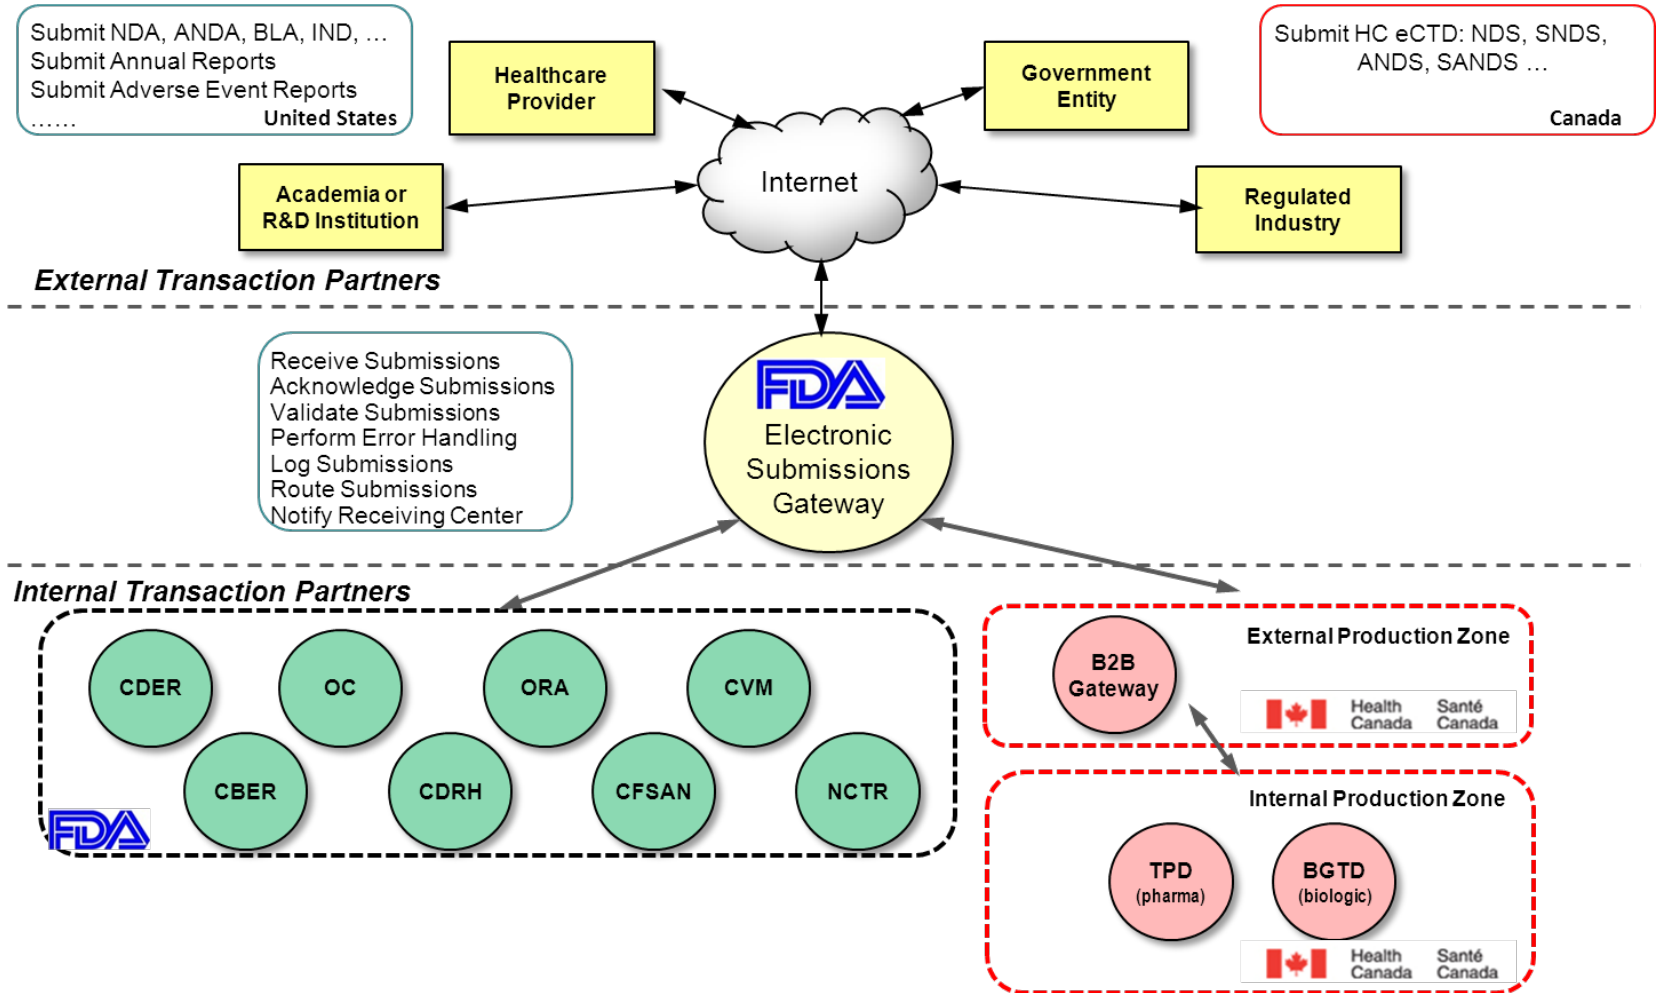 Submit NDA, ANDA, BLA, IND, …
Submit Annual Reports
Submit Adverse Event Reports
……
United States
Healthcare
Provider
Government
Entity
Submit HC eCTD: NDS, SNDS,
ANDS, SANDS …
Canada
Academia or
R&D Institution
Internet
Regulated
Industry
External Transaction Partners
Receive Submissions
Acknowledge Submissions
Validate Submissions
Perform Error Handling
Log Submissions
Route Submissions
Notify Receiving Center
FDA
Electronic
Submissions
Gateway
Internal Transaction Partners
CDER
OC
ORA
CVM
CBER
CDRH
CFSAN
NCTR
FDA
B2B
Gateway
External Production Zone
Health
Canada
Santé
Canada
Internal Production Zone
TPD
(pharma)
BGTD
(biologic)
Health
Canada
Santé
Canada